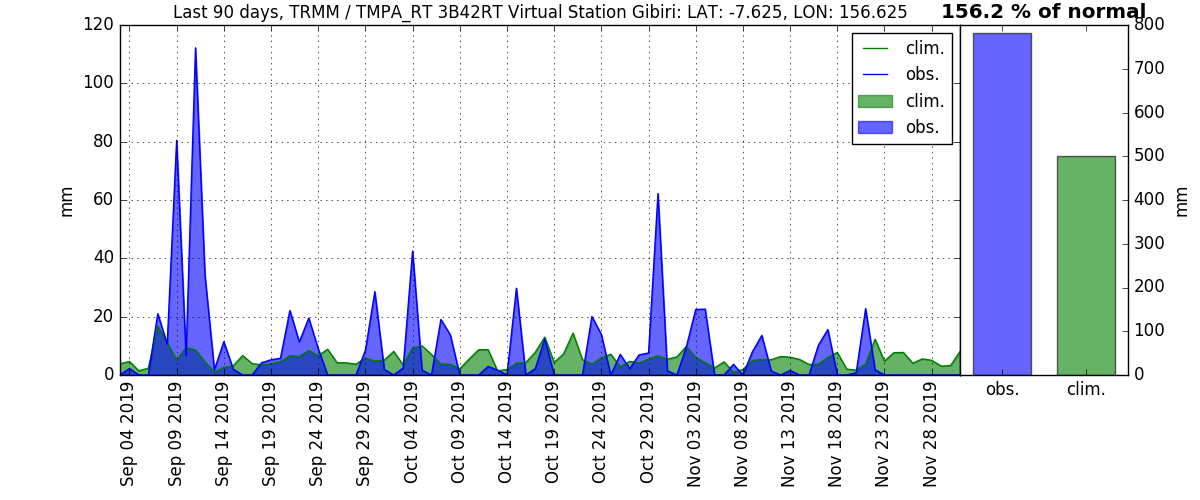 Last 90 days, TRMM / TMPA_RT 3B42RT Virtual Station Gibiri: LAT: -7.625, LON: 156.625
156.2 % of normal
120
100
80
60
40
20
0
mm
clim.
obs.
clim.
obs.
Sep 04 2019
Sep 09 2019
Sep 14 2019
Sep 19 2019
Sep 24 2019
Sep 29 2019
Oct 04 2019
Oct 09 2019
Oct 14 2019
Oct 19 2019
Oct 24 2019
Oct 29 2019
Nov 03 2019
Nov 08 2019
Nov 13 2019
Nov 18 2019
Nov 23 2019
Nov 28 2019
800
700
600
500
400
300
200
100
0
mm
obs.
clim.